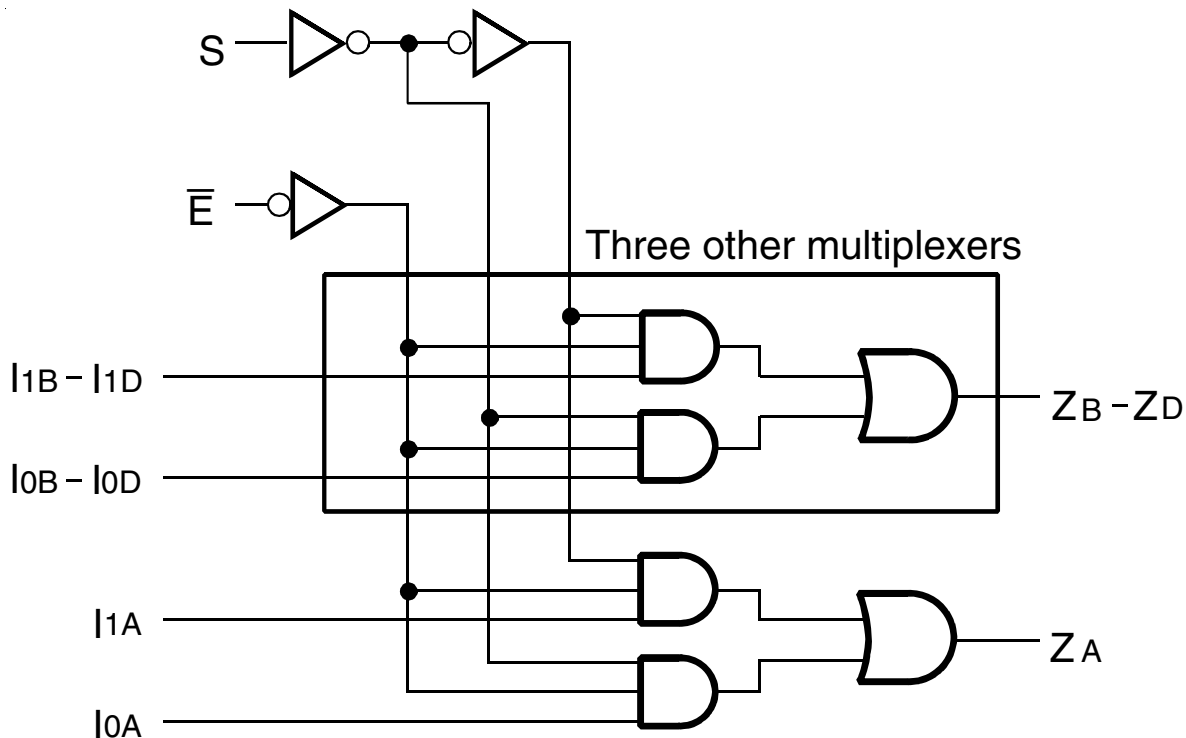 S
E̅
Three other multiplexers
I1B – I1D
ZB – ZD
I0B – I0D
I1A
ZA
I0A